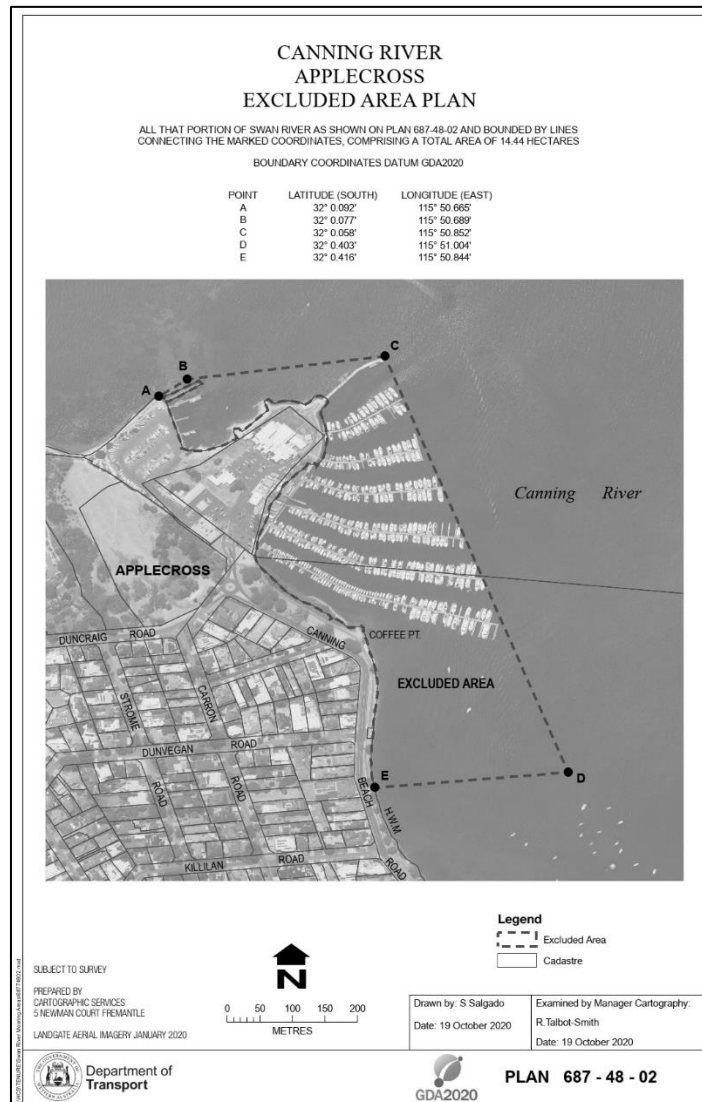 CANNING RIVER
APPLECROSS
EXCLUDED AREA PLAN
ALL THAT PORTION OF SWAN RIVER AS SHOWN ON PLAN 687-48-02 AND BOUNDED BY LINES
CONNECTING THE MARKED COORDINATES, COMPRISING A TOTAL AREA OF 14.44 HECTARES
BOUNDARY COORDINATES DATUM GDA2020
POINT LATITUDE (SOUTH) LONGITUDE (EAST)
A 32° 0.092' 115° 50.665'
B 32° 0.077' 115° 50.689'
C 32° 0.058' 115° 50.852'
D 32° 0.403' 115° 51.004'
E 32° 0.416' 115° 50.844'
C
B
A
Canning River
APPLECROSS
DUNCRAIG ROAD
CANNING
COFFEE PT.
STROME
CARRON
EXCLUDED AREA
DUNVEGAN ROAD
ROAD
ROAD
BEACH
E
D
H.W.M
KILLILAN ROAD
ROAD
Legend
Excluded Area
Cadastre
SUBJECT TO SURVEY
PREPARED BY
CARTOGRAPHIC SERVICES
5 NEWMAN COURT FREMANTLE
LANDGATE AERIAL IMAGERY JANUARY 2020
N
0 50 100 200
METRES
Drawn by: S Salgado
Date: 19 October 2020
Examined by Manager Cartography:
R.Talbot-Smith
Date: 19 October 2020
Department of
Transport
GDA2020
PLAN 687 - 48 - 02